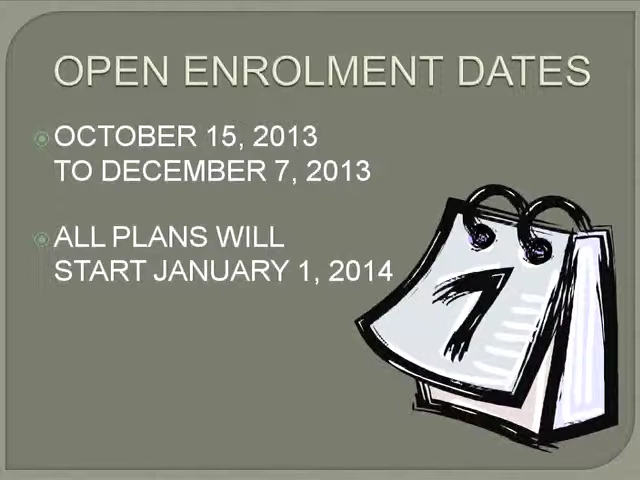 OPEN ENROLMENT DATES
OCTOBER 15, 2013
TO DECEMBER 7, 2013
ALL PLANS WILL
START JANUARY 1, 2014
7